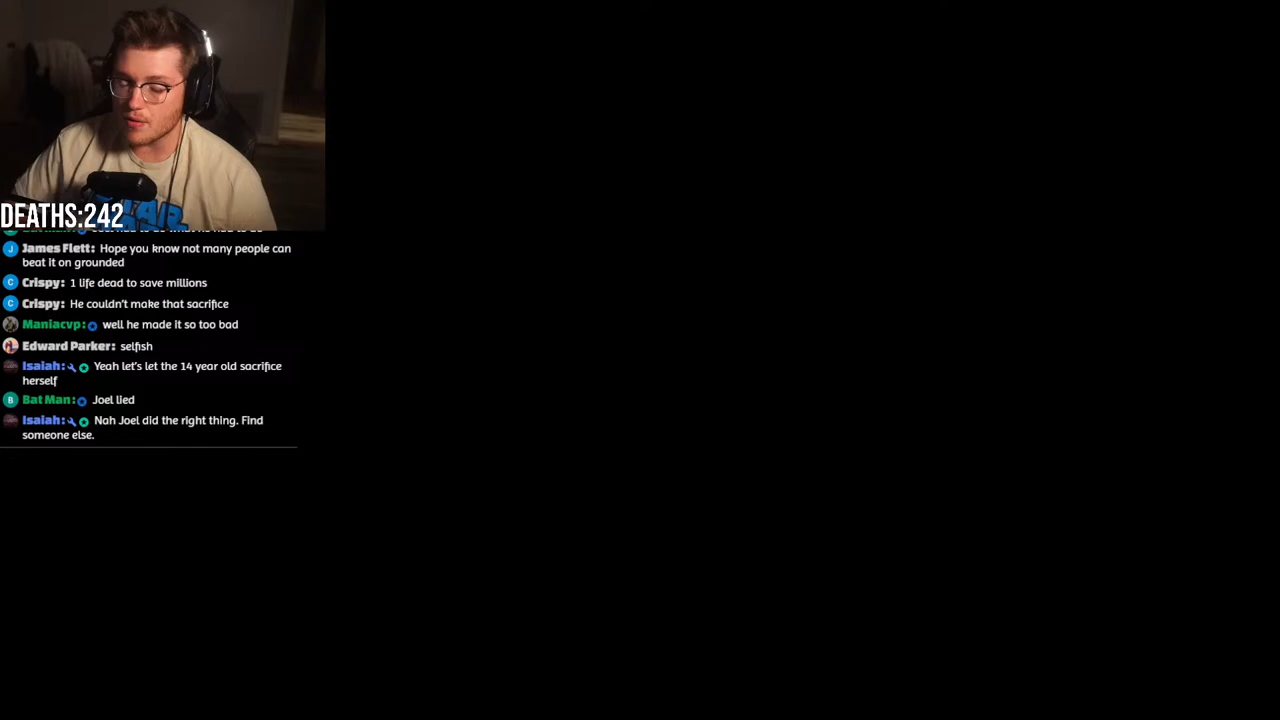 DEATHS:242
James Flett: Hope you know not many people can
beat it on grounded
Crispy: 1 life dead to save millions
Crispy: He couldn't make that sacrifice
Maniacvp: well he made it so too bad
Edward Parker: selfish
Isaiah: Yeah let's let the 14 year old sacrifice
herself
Bat Man: Joel lied
Isaiah: Nah Joel did the right thing. Find
someone else.